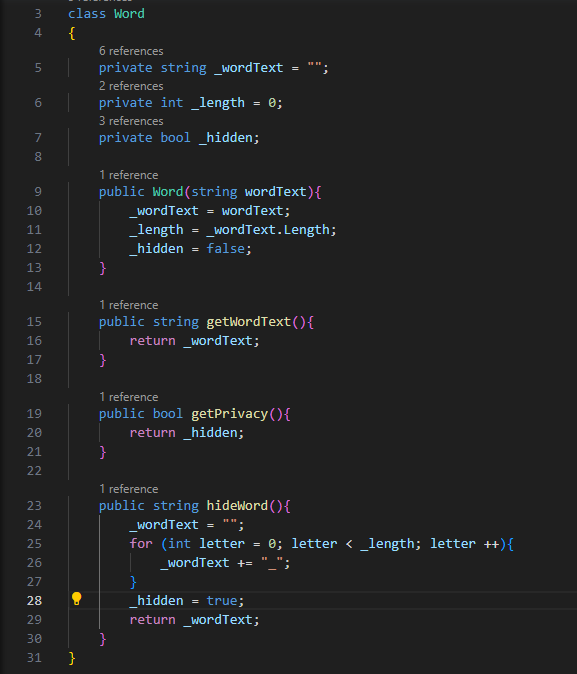 3 class Word
4 {
6 references
5 private string _wordText = "";
2 references
6 private int _length = 0;
3 references
7 private bool _hidden;
8
1 reference
9 public Word(string wordText){
10 _wordText = wordText;
11 _length = _wordText.Length;
12 _hidden = false;
13 }
14
1 reference
15 public string getWordText(){
16 return _wordText;
17 }
18
1 reference
19 public bool getPrivacy(){
20 return _hidden;
21 }
22
1 reference
23 public string hideWord(){
24 _wordText = "";
25 for (int letter = 0; letter < _length; letter ++){
26 _wordText += "_";
27 }
28 _hidden = true;
29 return _wordText;
30 }
31 }